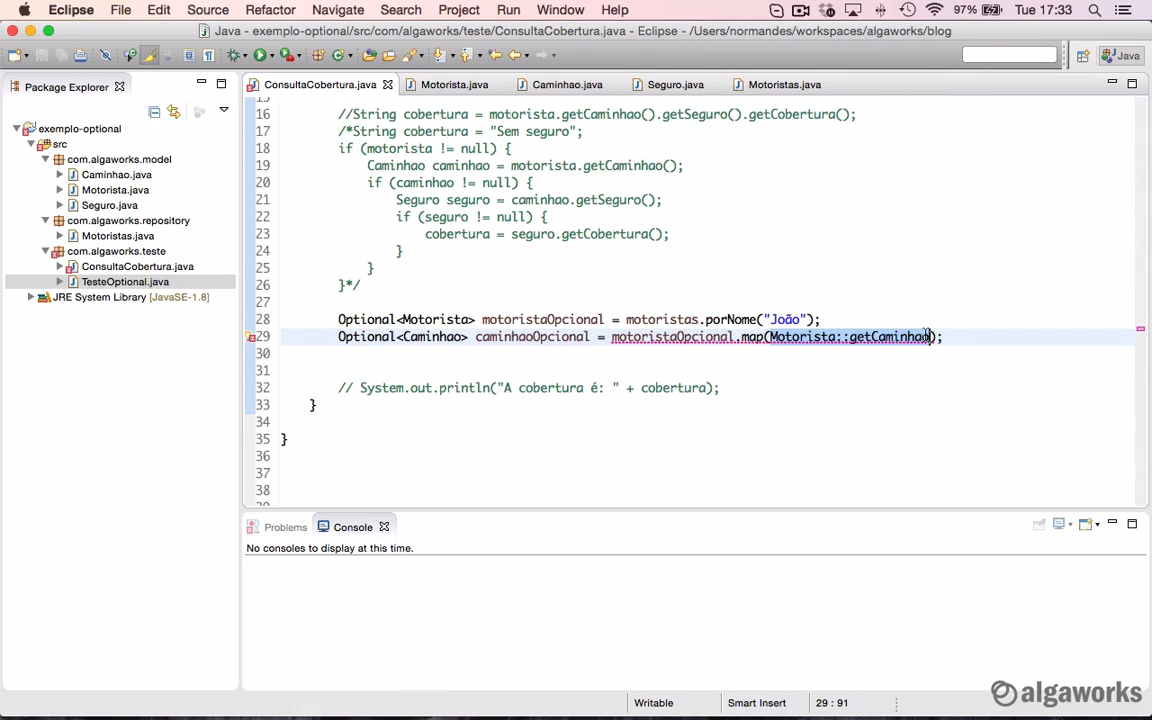 Eclipse File Edit Source Refactor Navigate Search Project Run Window Help 97% Tue 17:33
Java - exemplo-optional/src/com/algaworks/teste/ConsultaCobertura.java - Eclipse - /Users/normandes/workspaces/algaworks/blog
Java
Package Explorer
exemplo-optional
src
com.algaworks.model
Caminhao.java
Motorista.java
Seguro.java
com.algaworks.repository
Motoristas.java
com.algaworks.teste
ConsultaCobertura.java
TesteOptional.java
JRE System Library [JavaSE-1.8]
ConsultaCobertura.java Motorista.java Caminhao.java Seguro.java Motoristas.java
15
16 //String cobertura = motorista.getCaminhao().getSeguro().getCobertura();
17 /*String cobertura = "Sem seguro";
18 if (motorista != null) {
19 Caminhao caminhao = motorista.getCaminhao();
20 if (caminhao != null) {
21 Seguro seguro = caminhao.getSeguro();
22 if (seguro != null) {
23 cobertura = seguro.getCobertura();
24 }
25 }
26 }*/
27
28 Optional<Motorista> motoristaOpcional = motoristas.porNome("João");
29 Optional<Caminhao> caminhaoOpcional = motoristaOpcional.map(Motorista::getCaminhao);
30
31
32 // System.out.println("A cobertura é: " + cobertura);
33 }
34
35 }
36
37
38
Problems Console
No consoles to display at this time.
Writable Smart Insert 29 : 91
algaworks